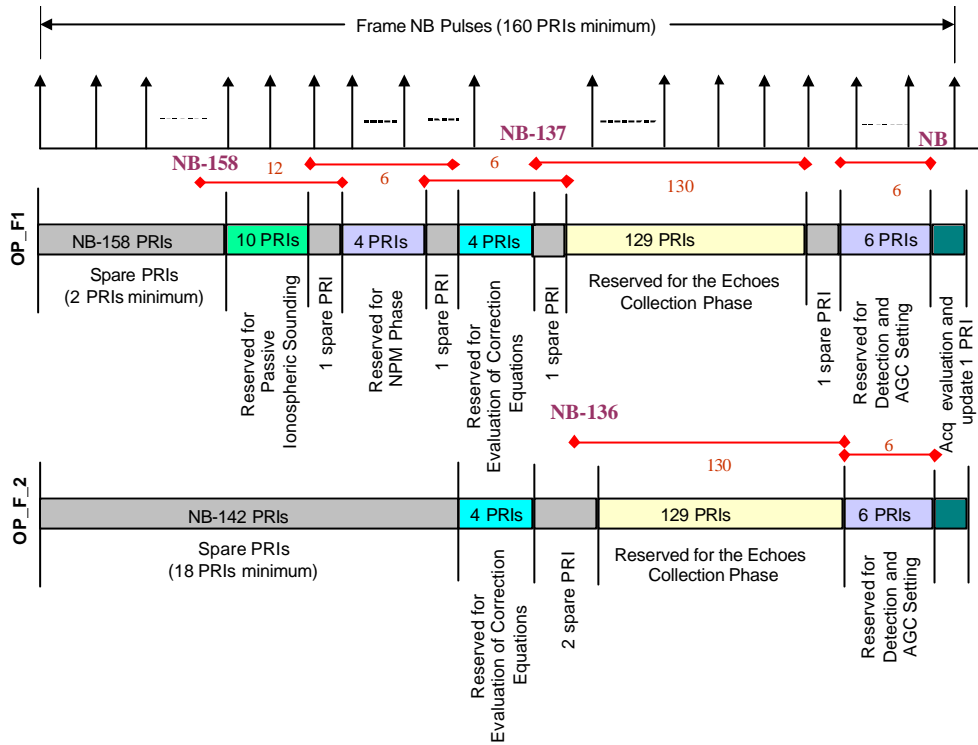 Frame NB Pulses (160 PRIs minimum)
NB-137
NB
NB-158
12
6
6
130
6
OP_F1
NB-158 PRIs
10 PRIs
4 PRIs
4 PRIs
129 PRIs
6 PRIs
Spare PRIs
(2 PRIs minimum)
Reserved for
Passive
Ionospheric Sounding
1 spare PRI
Reserved for
NPM Phase
1 spare PRI
Reserved for
Evaluation of Correction
Equations
1 spare PRI
Reserved for the Echoes
Collection Phase
1 spare PRI
Reserved for
Detection and
AGC Setting
Acq evaluation and
update 1 PRI
NB-136
130
6
OP_F_2
NB-142 PRIs
4 PRIs
129 PRIs
6 PRIs
Spare PRIs
(18 PRIs minimum)
Reserved for
Evaluation of Correction
Equations
2 spare PRI
Reserved for the Echoes
Collection Phase
Reserved for
Detection and
AGC Setting